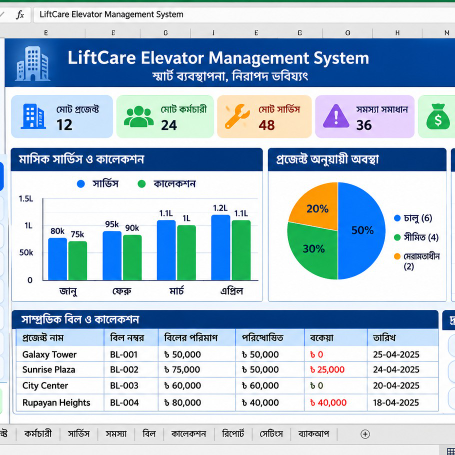 fx LiftCare Elevator Management System
E E F G I O H N
LiftCare Elevator Management System
স্মার্ট ব্যবস্থাপনা, নিরাপদ ভবিষ্যৎ
মোট প্রজেক্ট
12
মোট কর্মচারী
24
মোট সার্ভিস
48
সমস্যা সমাধান
36
$
মাসিক সার্ভিস ও কালেকশন
সার্ভিস কালেকশন
1.5L
1L
50k
0
80k 75k 95k 90k 1.1L 1.1L 1.2L 1.1L
জানু ফেব্রু মার্চ এপ্রিল
প্রজেক্ট অনুযায়ী অবস্থা
20%
50%
30%
চালু (6)
সীমিত (4)
মেরামতাধীন
(2)
সাম্প্রতিক বিল ও কালেকশন
প্রজেক্ট নাম বিল নম্বর বিলের পরিমাণ পরিশোধিত বকেয়া তারিখ
Galaxy Tower BL-001 ৳ 50,000 ৳ 50,000 ৳ 0 25-04-2025
Sunrise Plaza BL-002 ৳ 75,000 ৳ 50,000 ৳ 25,000 24-04-2025
City Center BL-003 ৳ 60,000 ৳ 60,000 ৳ 0 20-04-2025
Rupayan Heights BL-004 ৳ 80,000 ৳ 40,000 ৳ 40,000 18-04-2025
কর্মচারী সার্ভিস সমস্যা বিল কালেকশন রিপোর্ট সেটিংস ব্যাকআপ